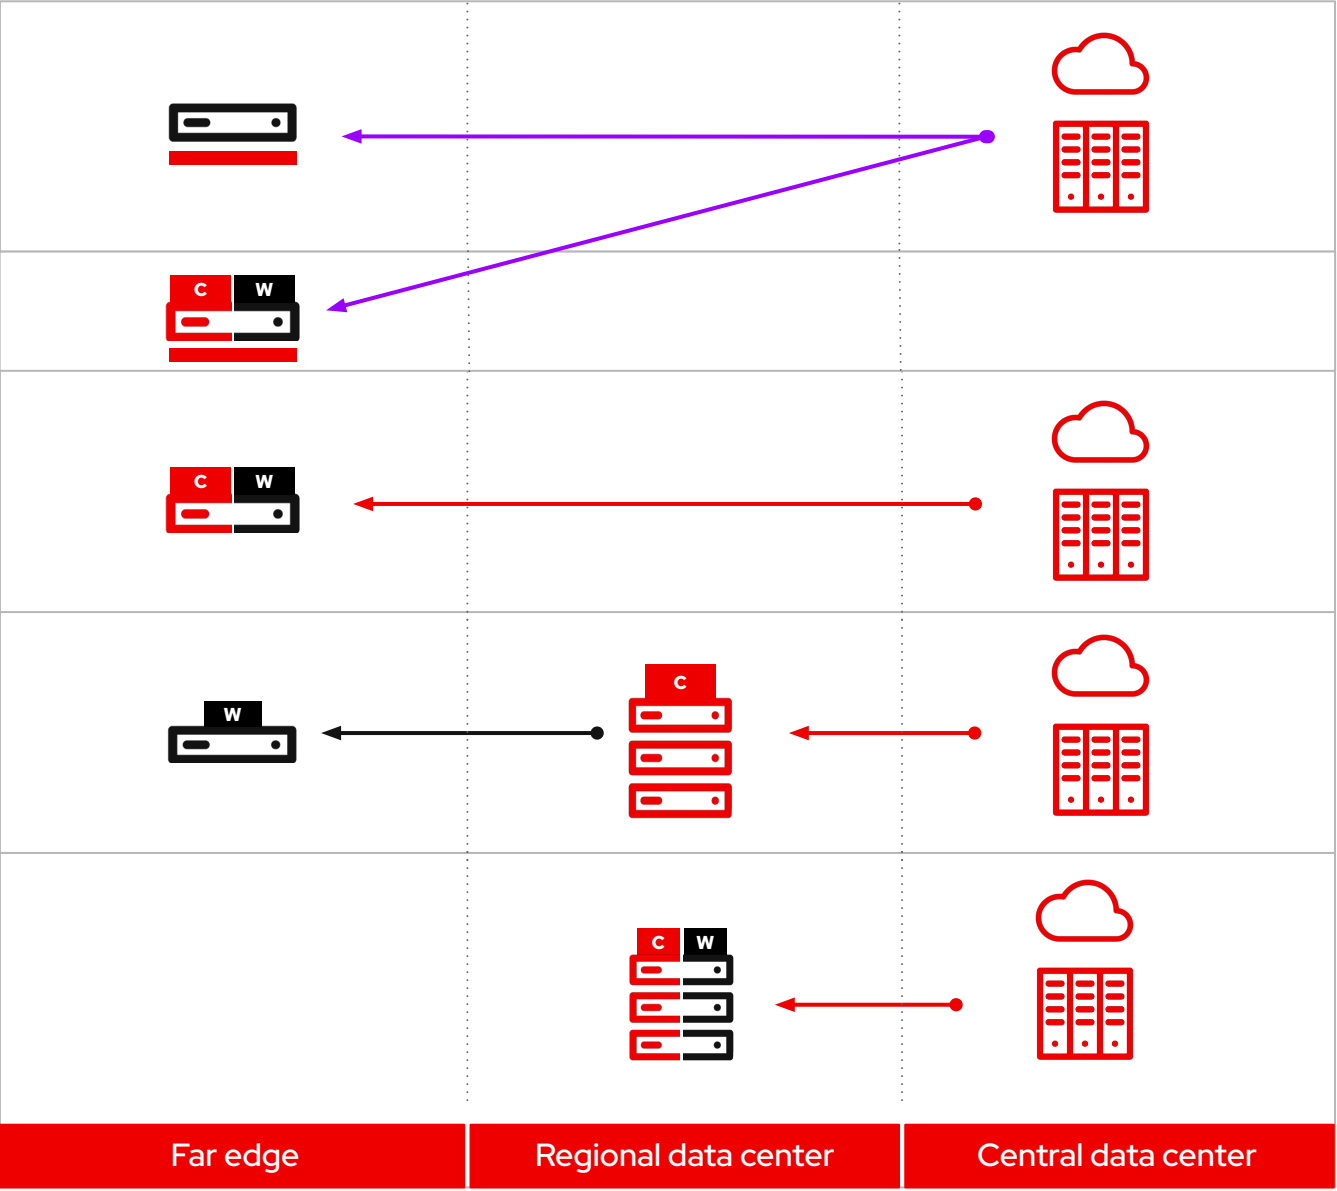 C W
C W
W
C
C W
Far edge
Regional data center
Central data center